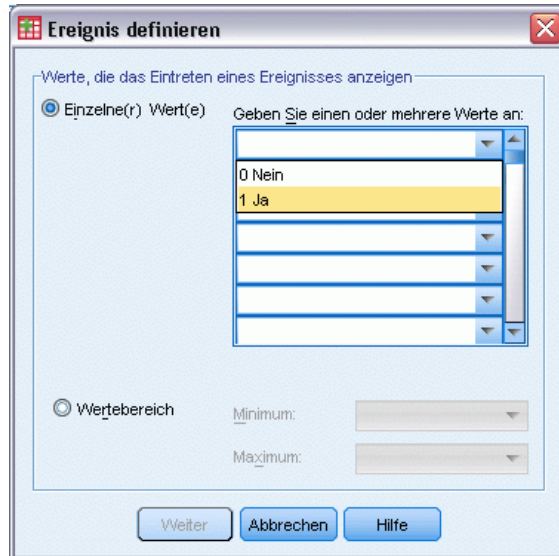 Ereignis definieren
Werte, die das Eintreten eines Ereignisses anzeigen
Einzelne(r) Wert(e)
Geben Sie einen oder mehrere Werte an:
0 Nein
1 Ja
Wertebereich
Minimum:
Maximum:
Weiter
Abbrechen
Hilfe